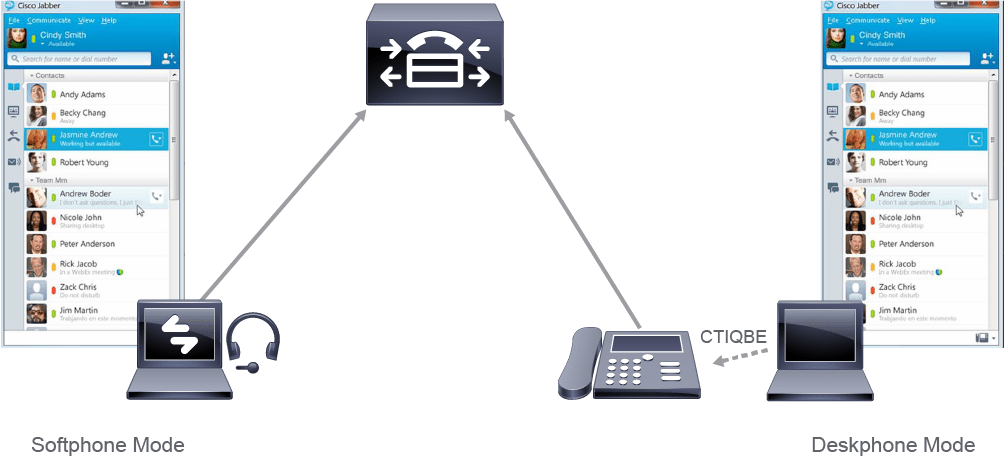 Cisco Jabber
File Communicate View Help
Cindy Smith
Available
Search for name or dial number
Contacts
Andy Adams
Becky Chang
Away
Jasmine Andrew
Working but available
Robert Young
Team Mm
Andrew Boder
I don't ask questions, I just
Nicole John
Sharing desktop
Peter Anderson
Rick Jacob
In a WebEx meeting
Zack Chris
Do not disturb
Jim Martin
Trabajando en este momento
Cisco Jabber
File Communicate View Help
Cindy Smith
Available
Search for name or dial number
Contacts
Andy Adams
Becky Chang
Away
Jasmine Andrew
Working but available
Robert Young
Team Mm
Andrew Boder
I don't ask questions, I just
Nicole John
Sharing desktop
Peter Anderson
Rick Jacob
In a WebEx meeting
Zack Chris
Do not disturb
Jim Martin
Trabajando en este momento
CTIQBE
Softphone Mode
Deskphone Mode